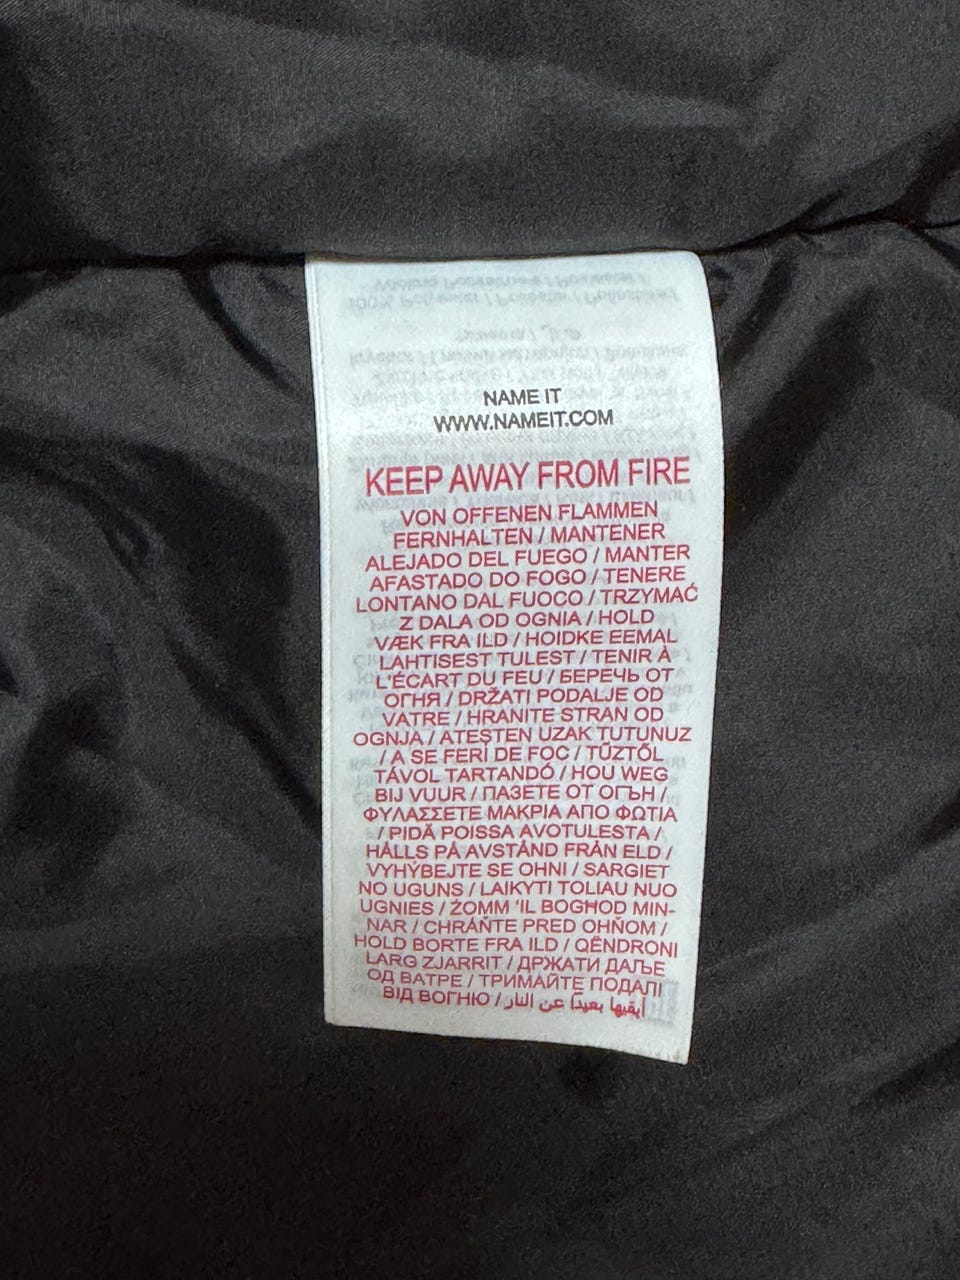 NAME IT
WWW.NAMEIT.COM
KEEP AWAY FROM FIRE
VON OFFENEN FLAMMEN
FERNHALTEN / MANTENER
ALEJADO DEL FUEGO / MANTER
AFASTADO DO FOGO / TENERE
LONTANO DAL FUOCO / TRZYMAĆ
Z DALA OD OGNIA / HOLD
VÆK FRA ILD / HOIDKE EEMAL
LAHTISEST TULEST / TENIR À
L'ÉCART DU FEU / БЕРЕЧЬ ОТ
ОГНЯ / DRŽATI PODALJE OD
VATRE / HRANITE STRAN OD
OGNJA / ATEŞTEN UZAK TUTUNUZ
/ A SE FERI DE FOC / TŰZTŐL
TÁVOL TARTANDÓ / HOU WEG
BIJ VUUR / ПАЗЕТЕ ОТ ОГЪН /
ΦΥΛΑΣΣΕΤΕ ΜΑΚΡΙΑ ΑΠΟ ΦΩΤΙΑ
/ PIDÄ POISSA AVOTULESTA /
HÅLLS PÅ AVSTÅND FRÅN ELD /
VYHÝBEJTE SE OHNI / SARGIET
NO UGUNS / LAIKYTI TOLIAU NUO
UGNIES / ŻOMM 'IL BOGĦOD MIN-
NAR / CHRÁŇTE PRED OHŇOM /
HOLD BORTE FRA ILD / QËNDRONI
LARG ZJARRIT / ДРЖАТИ ДАЉЕ
ОД ВАТРЕ / ТРИМАЙТЕ ПОДАЛІ
ВІД ВОГНЮ / أبقيها بعيداً عن النار